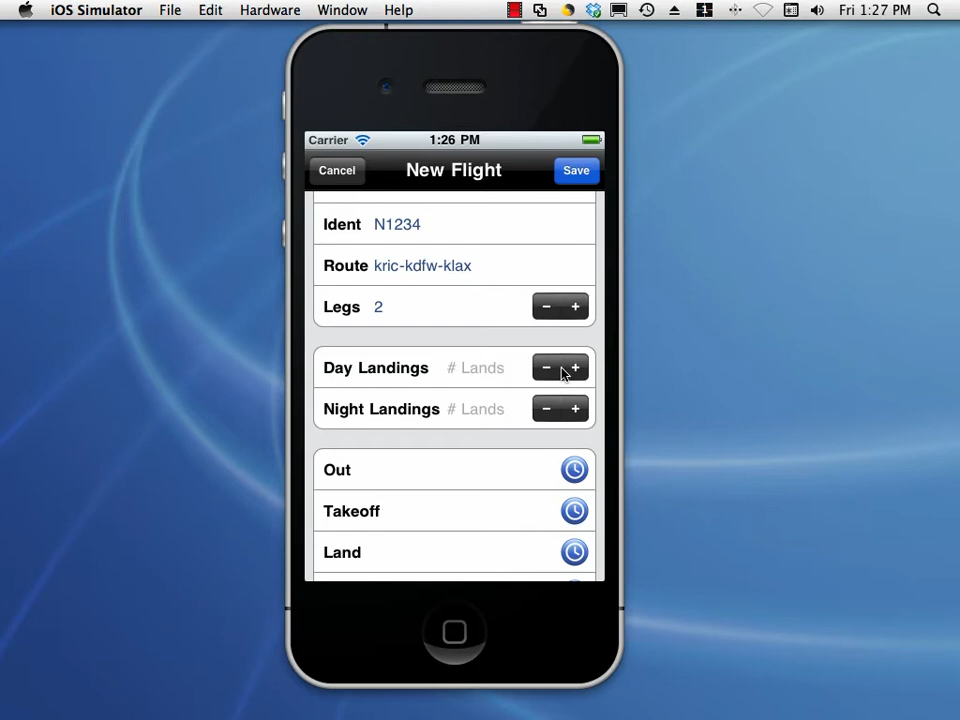 iOS Simulator File Edit Hardware Window Help 1 Fri 1:27 PM
Carrier 1:26 PM
Cancel New Flight Save
Ident N1234
Route kric-kdfw-klax
Legs 2 - +
Day Landings # Lands - +
Night Landings # Lands - +
Out
Takeoff
Land